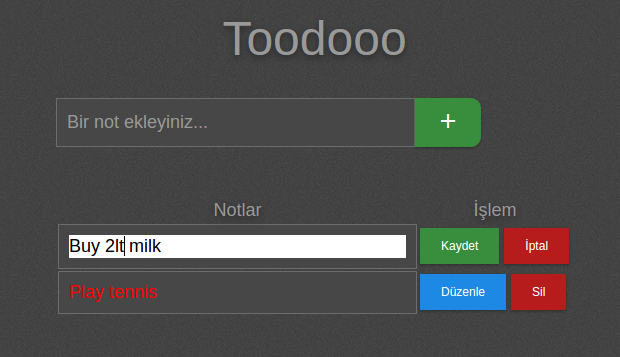 Toodooo
Bir not ekleyiniz...
+
Notlar İşlem
Buy 2lt milk Kaydet İptal
Play tennis Düzenle Sil